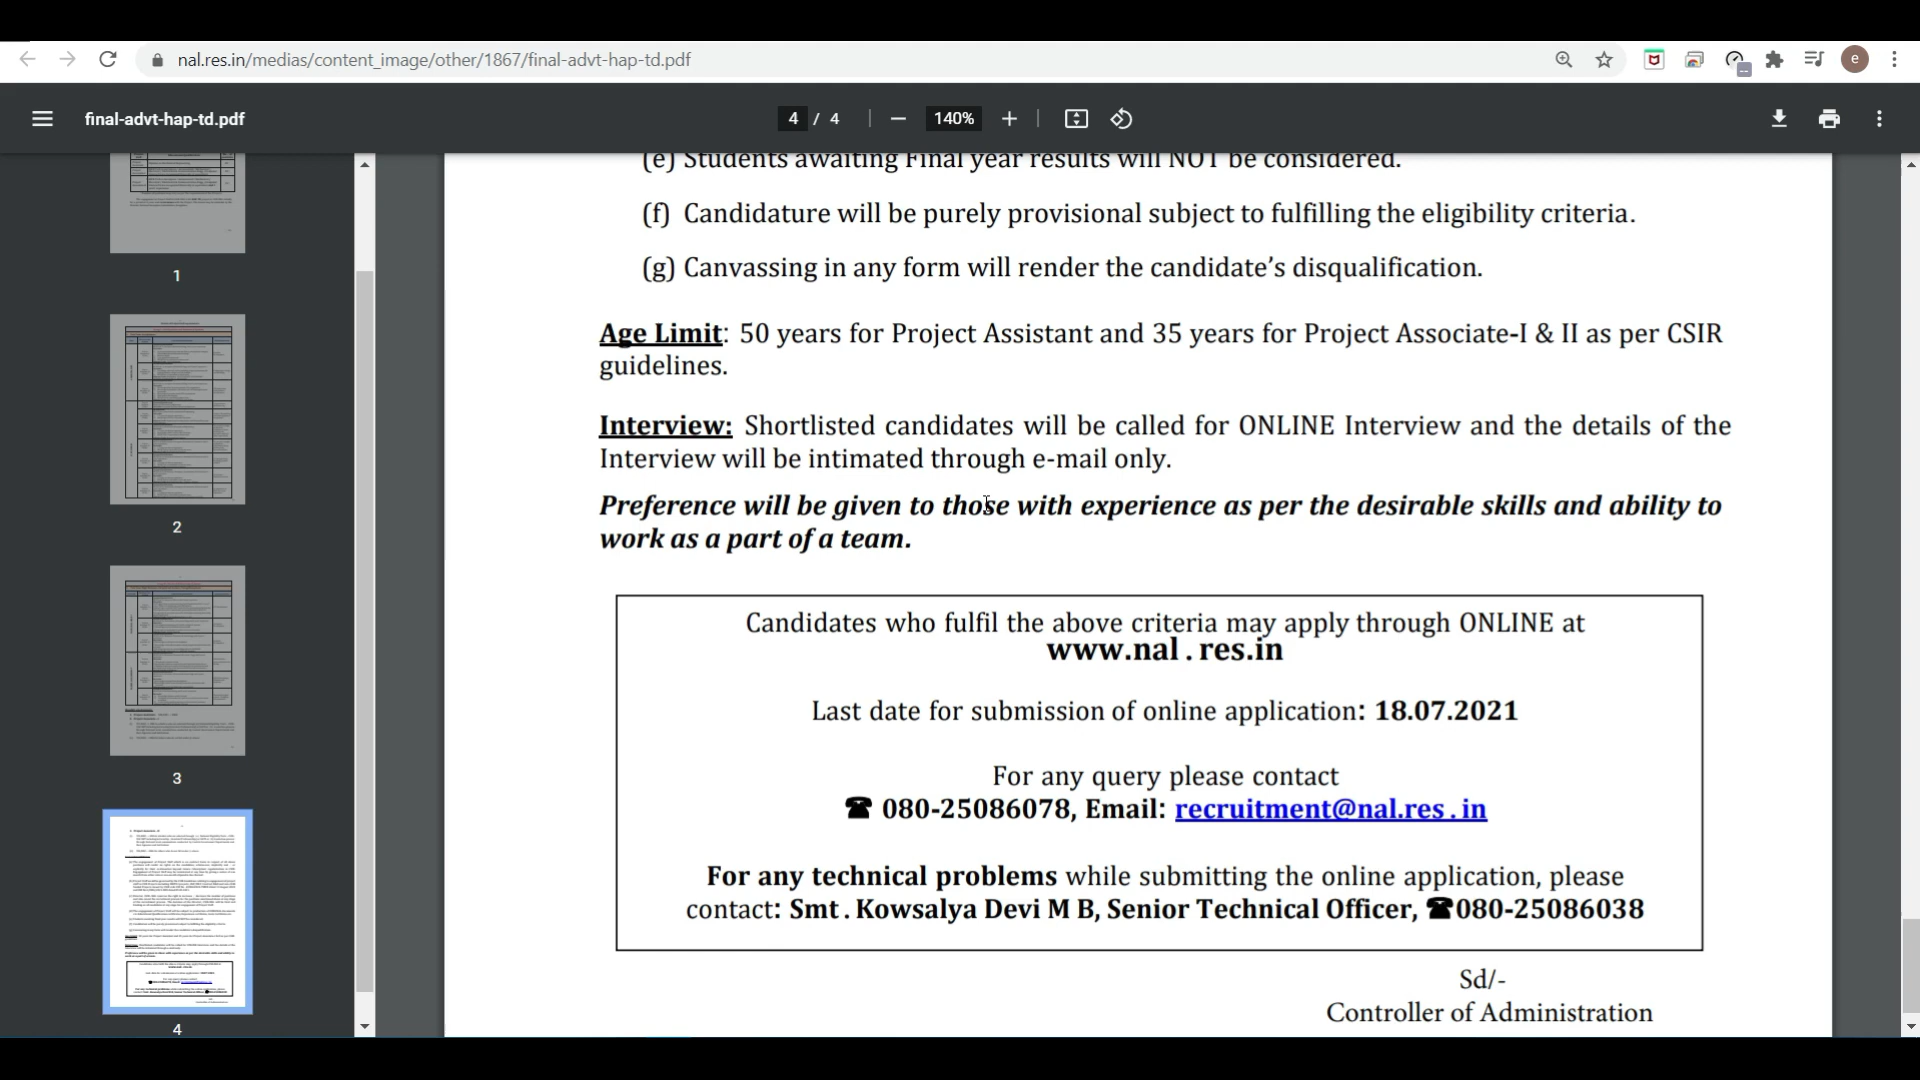 nal.res.in/medias/content_image/other/1867/final-advt-hap-td.pdf
e
final-advt-hap-td.pdf
4 / 4
140%
1
2
3
4
(e) Students awaiting Final year results will NOT be considered.
(f) Candidature will be purely provisional subject to fulfilling the eligibility criteria.
(g) Canvassing in any form will render the candidate's disqualification.
Age Limit: 50 years for Project Assistant and 35 years for Project Associate-I & II as per CSIR
guidelines.
Interview: Shortlisted candidates will be called for ONLINE Interview and the details of the
Interview will be intimated through e-mail only.
Preference will be given to those with experience as per the desirable skills and ability to
work as a part of a team.
Candidates who fulfil the above criteria may apply through ONLINE at
www.nal . res.in
Last date for submission of online application: 18.07.2021
For any query please contact
☎ 080-25086078, Email: recruitment@nal.res . in
For any technical problems while submitting the online application, please
contact: Smt . Kowsalya Devi M B, Senior Technical Officer, ☎080-25086038
Sd/-
Controller of Administration